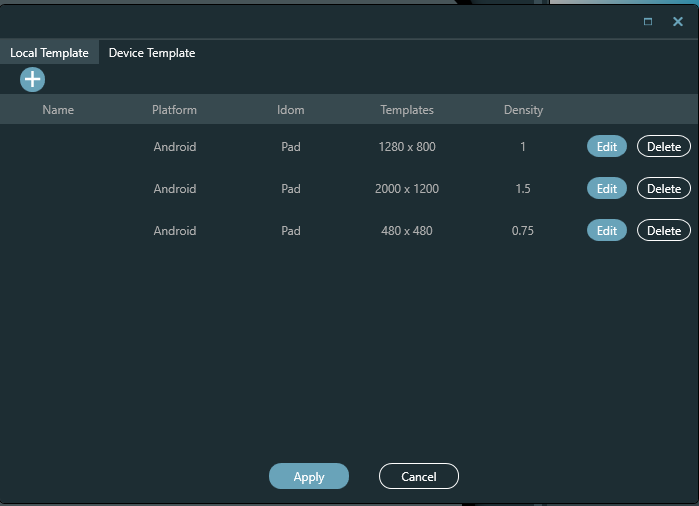 Local Template Device Template
Name Platform Idom Templates Density
Android Pad 1280 x 800 1 Edit Delete
Android Pad 2000 x 1200 1.5 Edit Delete
Android Pad 480 x 480 0.75 Edit Delete
Apply Cancel